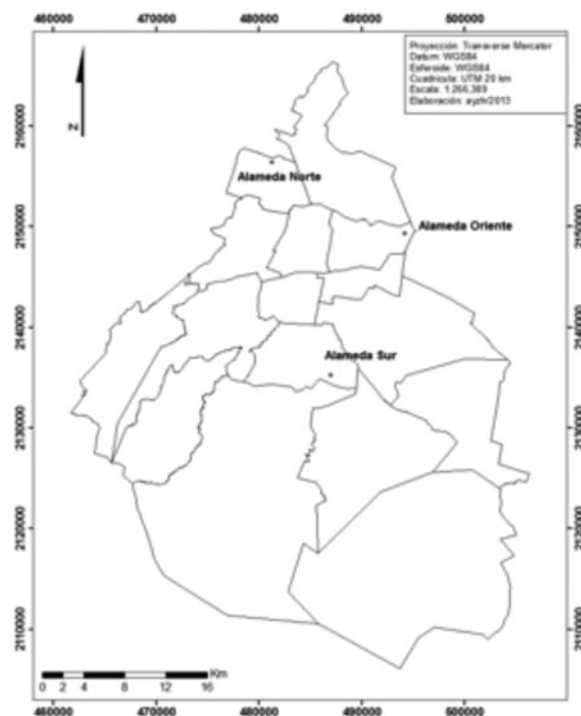 460000 470000 480000 490000 500000
Proyección: Transverse Mercator
Datum: WGS84
Esferoide: WGS84
Cuadricula: UTM 20 km
Escala: 1:266,389
Elaboración: ayzh/2013
N
2160000 2160000
Alameda Norte
Alameda Oriente
2150000 2150000
2140000 2140000
Alameda Sur
2130000 2130000
2120000 2120000
2110000 2110000
Km
0 2 4 8 12 16
460000 470000 480000 490000 500000